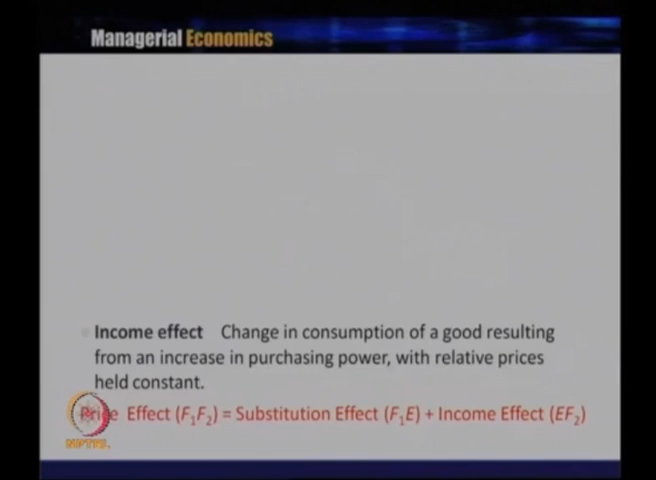 Managerial Economics
Income effect Change in consumption of a good resulting
from an increase in purchasing power, with relative prices
held constant.
Price Effect (F₁F₂) = Substitution Effect (F₁E) + Income Effect (EF₂)
NPTEL